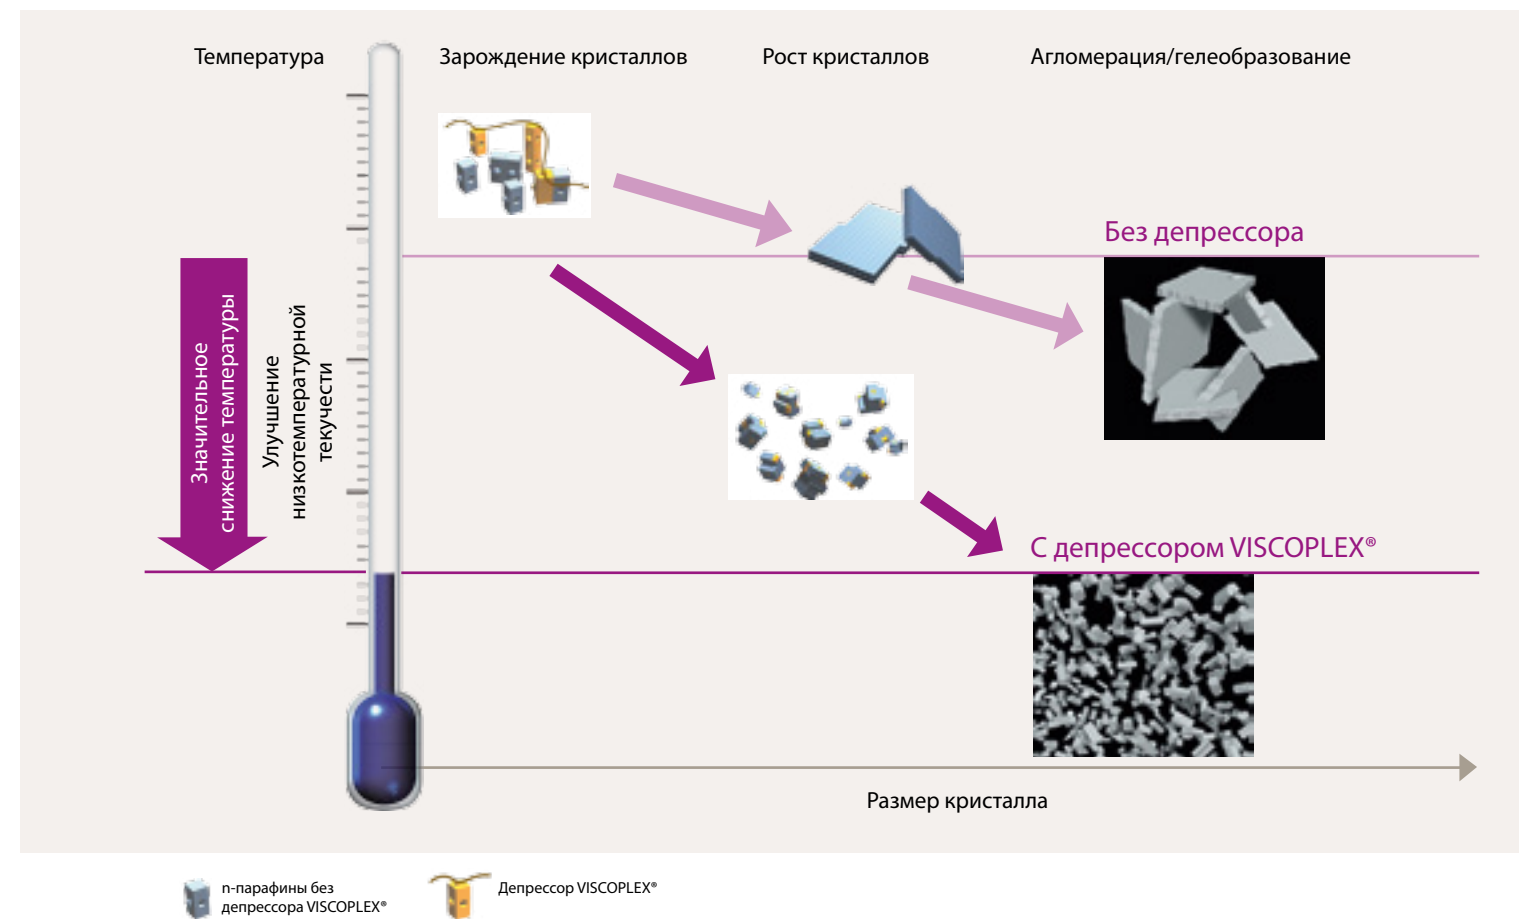 Температура
Зарождение кристаллов
Рост кристаллов
Агломерация/гелеобразование
Без депрессора
Значительное
снижение температуры
Улучшение
низкотемпературной
текучести
С депрессором VISCOPLEX®
Размер кристалла
n-парафины без
депрессора VISCOPLEX®
Депрессор VISCOPLEX®